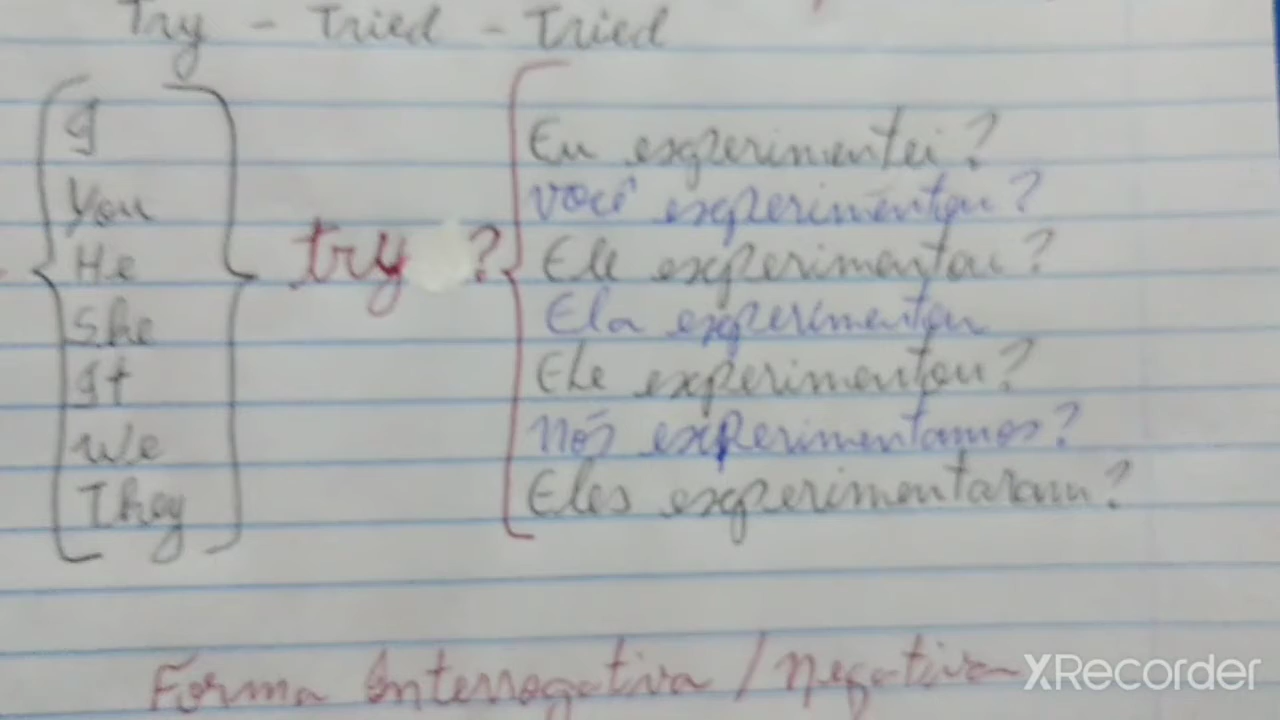 Try - Tried - Tried
I
You
He
She
It
We
They
try ?
Eu experimentei?
Você experimentou?
Ele experimentou?
Ela experimentou
Ele experimentou?
Nós experimentamos?
Eles experimentaram?
Forma Interrogativa / Negativa
XRecorder